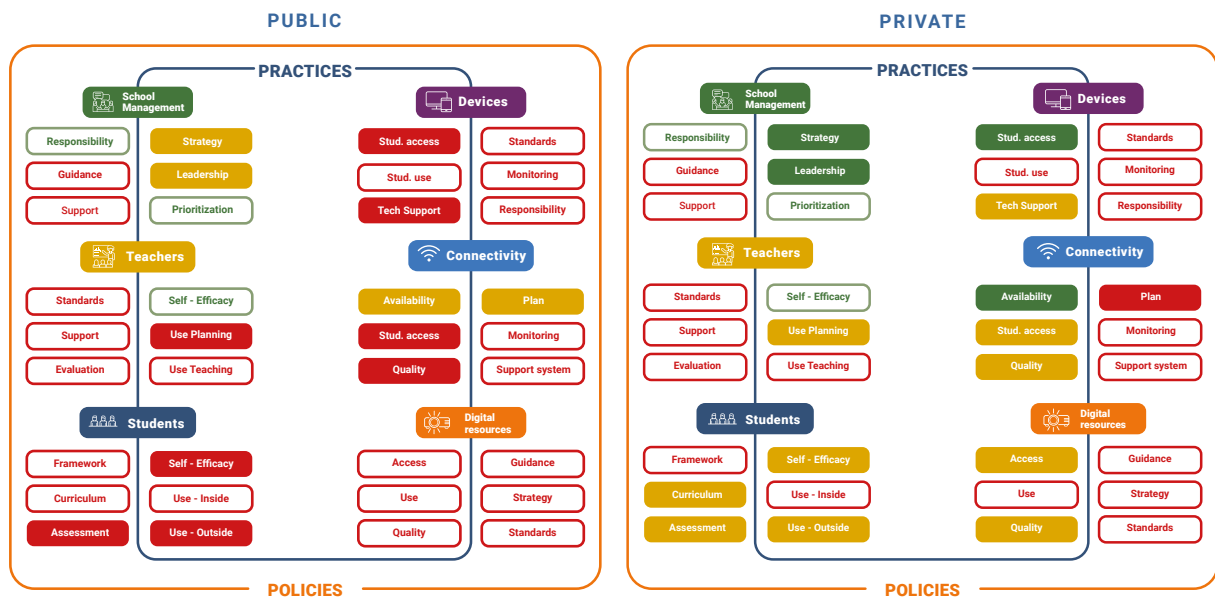 PUBLIC
PRACTICES
School
Management
Devices
Responsibility
Strategy
Stud. access
Standards
Guidance
Leadership
Stud. use
Monitoring
Support
Prioritization
Tech Support
Responsibility
Teachers
Connectivity
Standards
Self - Efficacy
Availability
Plan
Support
Use Planning
Stud. access
Monitoring
Evaluation
Use Teaching
Quality
Support system
Students
Digital
resources
Framework
Self - Efficacy
Access
Guidance
Curriculum
Use - Inside
Use
Strategy
Assessment
Use - Outside
Quality
Standards
POLICIES
PRIVATE
PRACTICES
School
Management
Devices
Responsibility
Strategy
Stud. access
Standards
Guidance
Leadership
Stud. use
Monitoring
Support
Prioritization
Tech Support
Responsibility
Teachers
Connectivity
Standards
Self - Efficacy
Availability
Plan
Support
Use Planning
Stud. access
Monitoring
Evaluation
Use Teaching
Quality
Support system
Students
Digital
resources
Framework
Self - Efficacy
Access
Guidance
Curriculum
Use - Inside
Use
Strategy
Assessment
Use - Outside
Quality
Standards
POLICIES